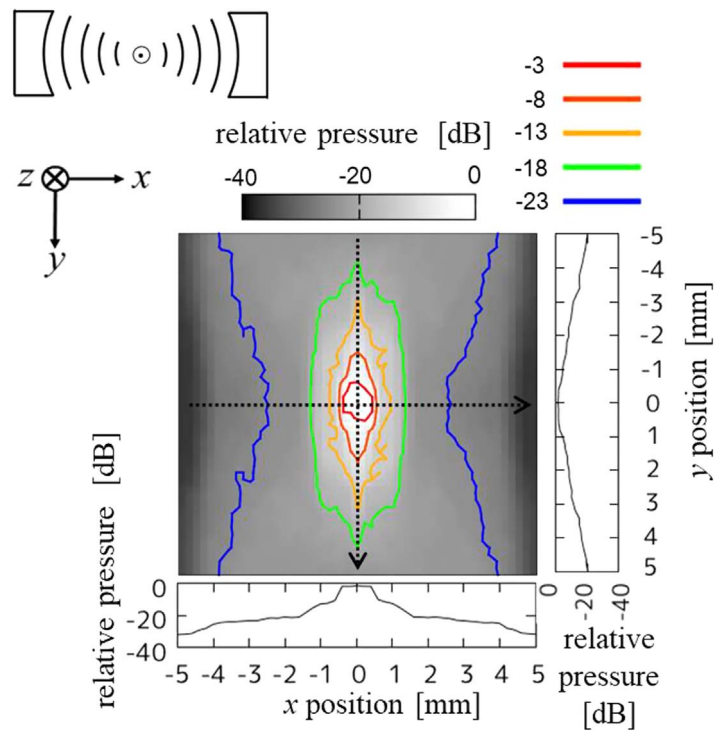 -3
-8
-13
-18
-23
relative pressure [dB]
-40
-20
0
z
x
y
-5
-4
-3
-2
-1
0
1
2
3
4
5
y position [mm]
0
-20
-40
relative
pressure
[dB]
relative pressure [dB]
0
-20
-40
-5 -4 -3 -2 -1 0 1 2 3 4 5
x position [mm]